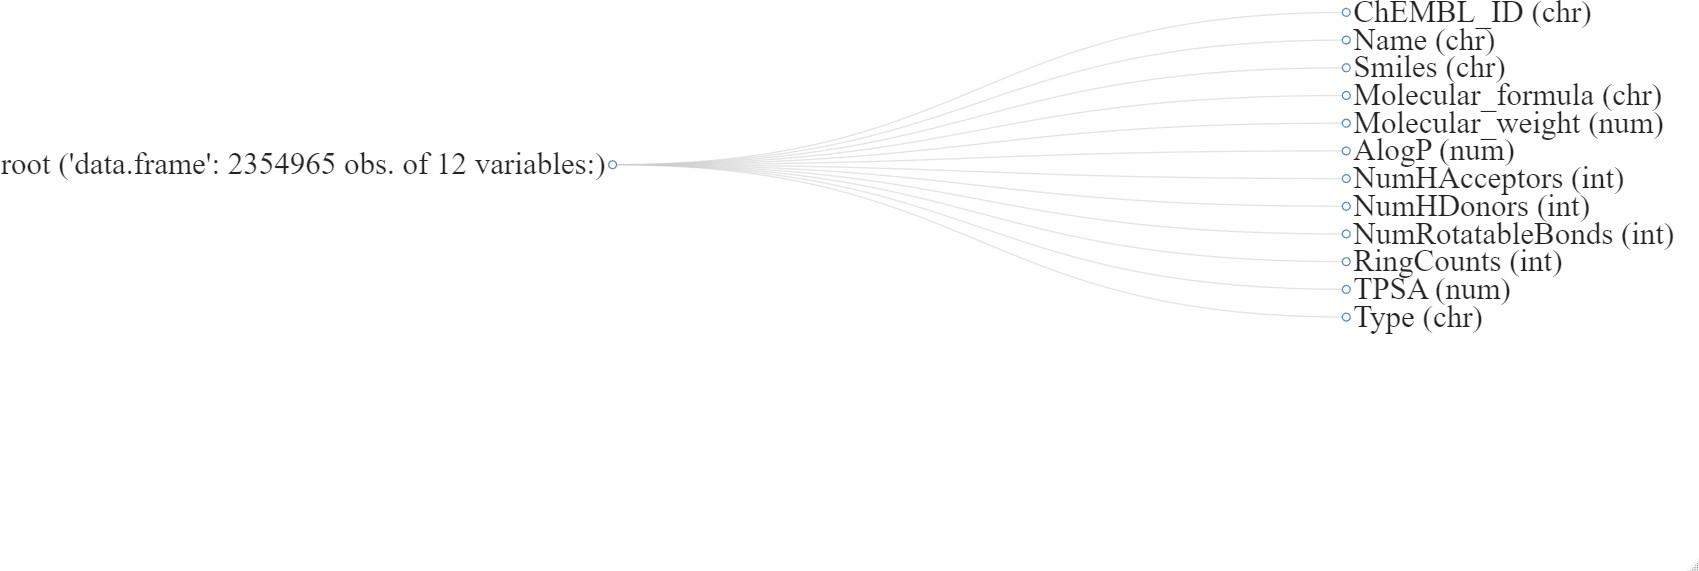 root ('data.frame': 2354965 obs. of 12 variables:)
ChEMBL_ID (chr)
Name (chr)
Smiles (chr)
Molecular_formula (chr)
Molecular_weight (num)
AlogP (num)
NumHAcceptors (int)
NumHDonors (int)
NumRotatableBonds (int)
RingCounts (int)
TPSA (num)
Type (chr)